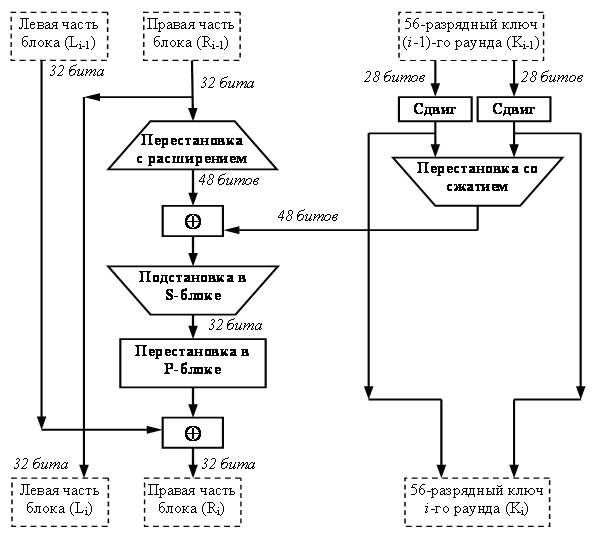 Левая часть
блока (Li-1)
Правая часть
блока (Ri-1)
56-разрядный ключ
(i-1)-го раунда (Ki-1)
32 бита
32 бита
28 битов
28 битов
Сдвиг
Сдвиг
Перестановка
с расширением
Перестановка со
сжатием
48 битов
48 битов
⊕
Подстановка в
S-блоке
32 бита
Перестановка в
P-блоке
⊕
32 бита
32 бита
Левая часть
блока (Li)
Правая часть
блока (Ri)
56-разрядный ключ
i-го раунда (Ki)